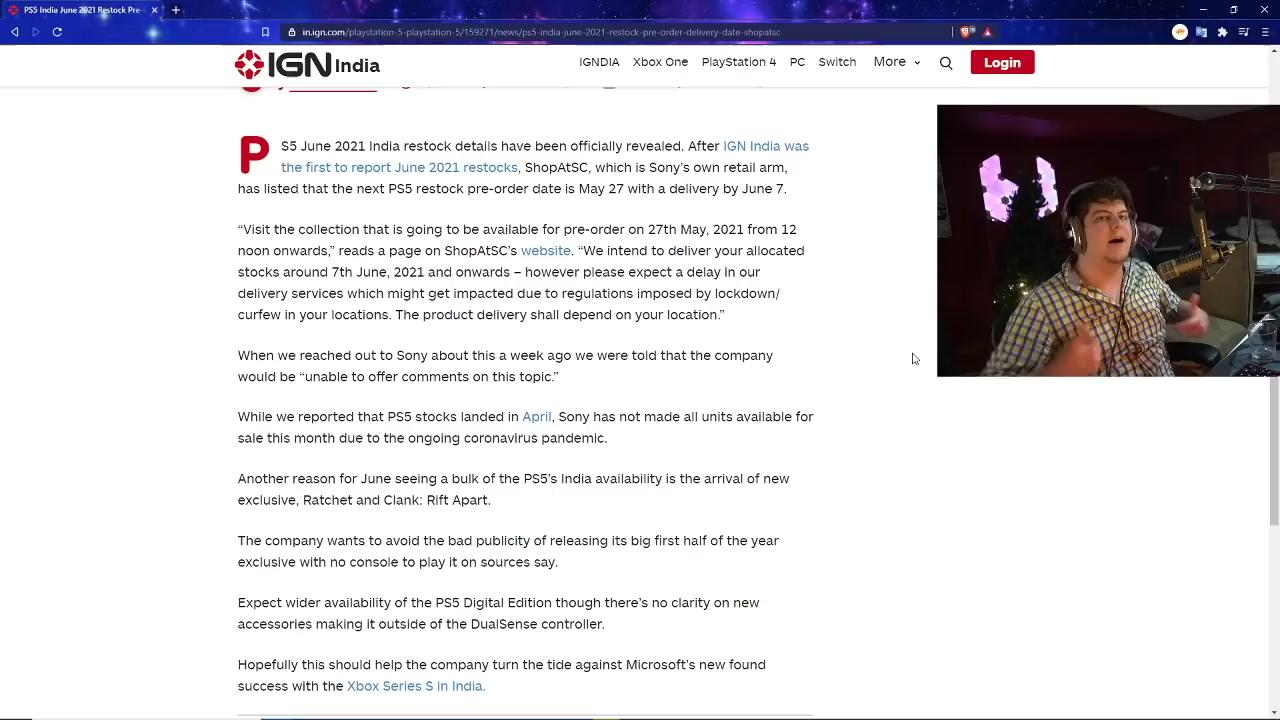 PS5 India June 2021 Restock Pre-
in.ign.com/playstation-5-playstation-5/159271/news/ps5-india-june-2021-restock-pre-order-delivery-date-shopatsc
IGN India
IGNDIA Xbox One PlayStation 4 PC Switch More Login
PS5 June 2021 India restock details have been officially revealed. After IGN India was
the first to report June 2021 restocks, ShopAtSC, which is Sony’s own retail arm,
has listed that the next PS5 restock pre-order date is May 27 with a delivery by June 7.
“Visit the collection that is going to be available for pre-order on 27th May, 2021 from 12
noon onwards,” reads a page on ShopAtSC’s website. “We intend to deliver your allocated
stocks around 7th June, 2021 and onwards – however please expect a delay in our
delivery services which might get impacted due to regulations imposed by lockdown/
curfew in your locations. The product delivery shall depend on your location.”
When we reached out to Sony about this a week ago we were told that the company
would be “unable to offer comments on this topic.”
While we reported that PS5 stocks landed in April, Sony has not made all units available for
sale this month due to the ongoing coronavirus pandemic.
Another reason for June seeing a bulk of the PS5’s India availability is the arrival of new
exclusive, Ratchet and Clank: Rift Apart.
The company wants to avoid the bad publicity of releasing its big first half of the year
exclusive with no console to play it on sources say.
Expect wider availability of the PS5 Digital Edition though there’s no clarity on new
accessories making it outside of the DualSense controller.
Hopefully this should help the company turn the tide against Microsoft’s new found
success with the Xbox Series S in India.